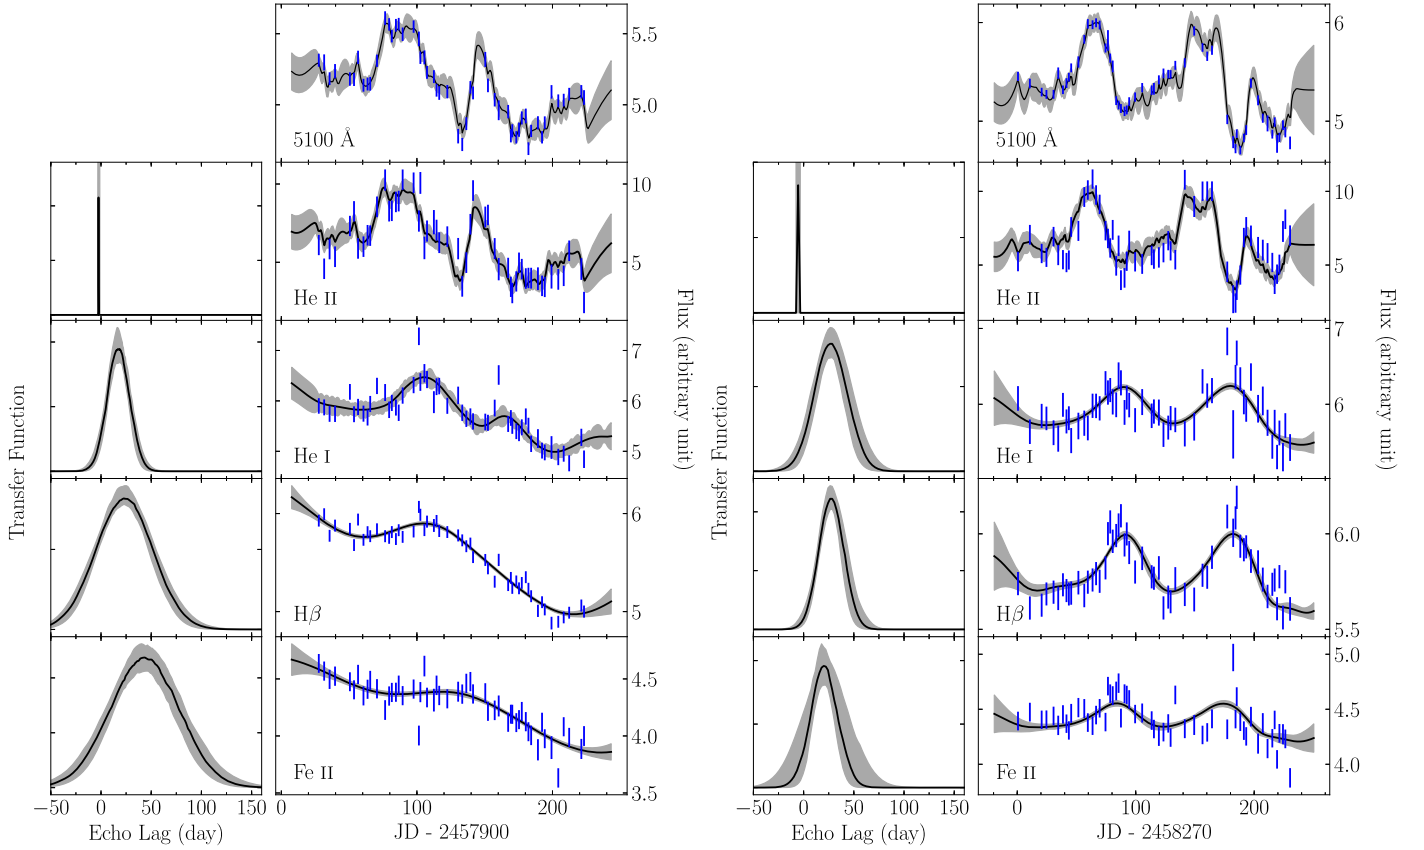 5.5
5.0
5100 Å
10
5
He II
7
6
5
He I
6
5
Hβ
4.5
4.0
3.5
Fe II
Transfer Function
Flux (arbitrary unit)
−50 0 50 100 150
Echo Lag (day)
0 100 200
JD - 2457900
6
5
5100 Å
10
5
He II
7
6
He I
6.0
5.5
Hβ
5.0
4.5
4.0
Fe II
Transfer Function
Flux (arbitrary unit)
−50 0 50 100 150
Echo Lag (day)
0 100 200
JD - 2458270